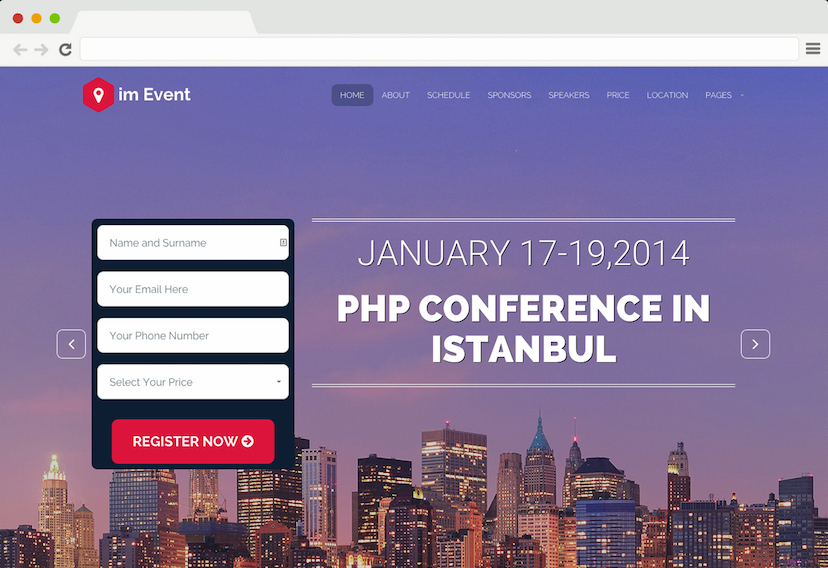 im Event
HOME ABOUT SCHEDULE SPONSORS SPEAKERS PRICE LOCATION PAGES
Name and Surname
Your Email Here
Your Phone Number
Select Your Price
REGISTER NOW
JANUARY 17-19,2014
PHP CONFERENCE IN
ISTANBUL